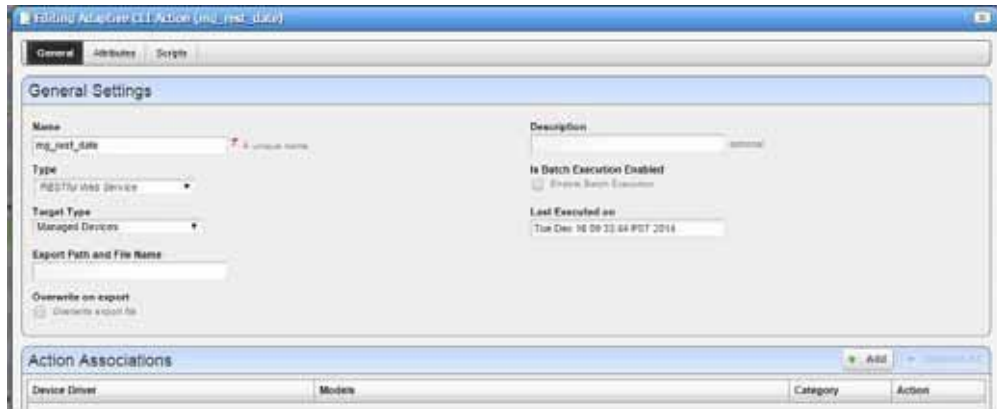 Editing Adaptive CLI Action (mg_rest_date)
General Attributes Scripts
General Settings
Name
mg_rest_date
A unique name
Type
RESTful Web Service
Target Type
Managed Devices
Export Path and File Name
Overwrite on export
Overwrite export file
Description
optional
Is Batch Execution Enabled
Enable Batch Execution
Last Executed on
Tue Dec 16 09:33:44 PST 2014
Action Associations
Add
Device Driver Models Category Action